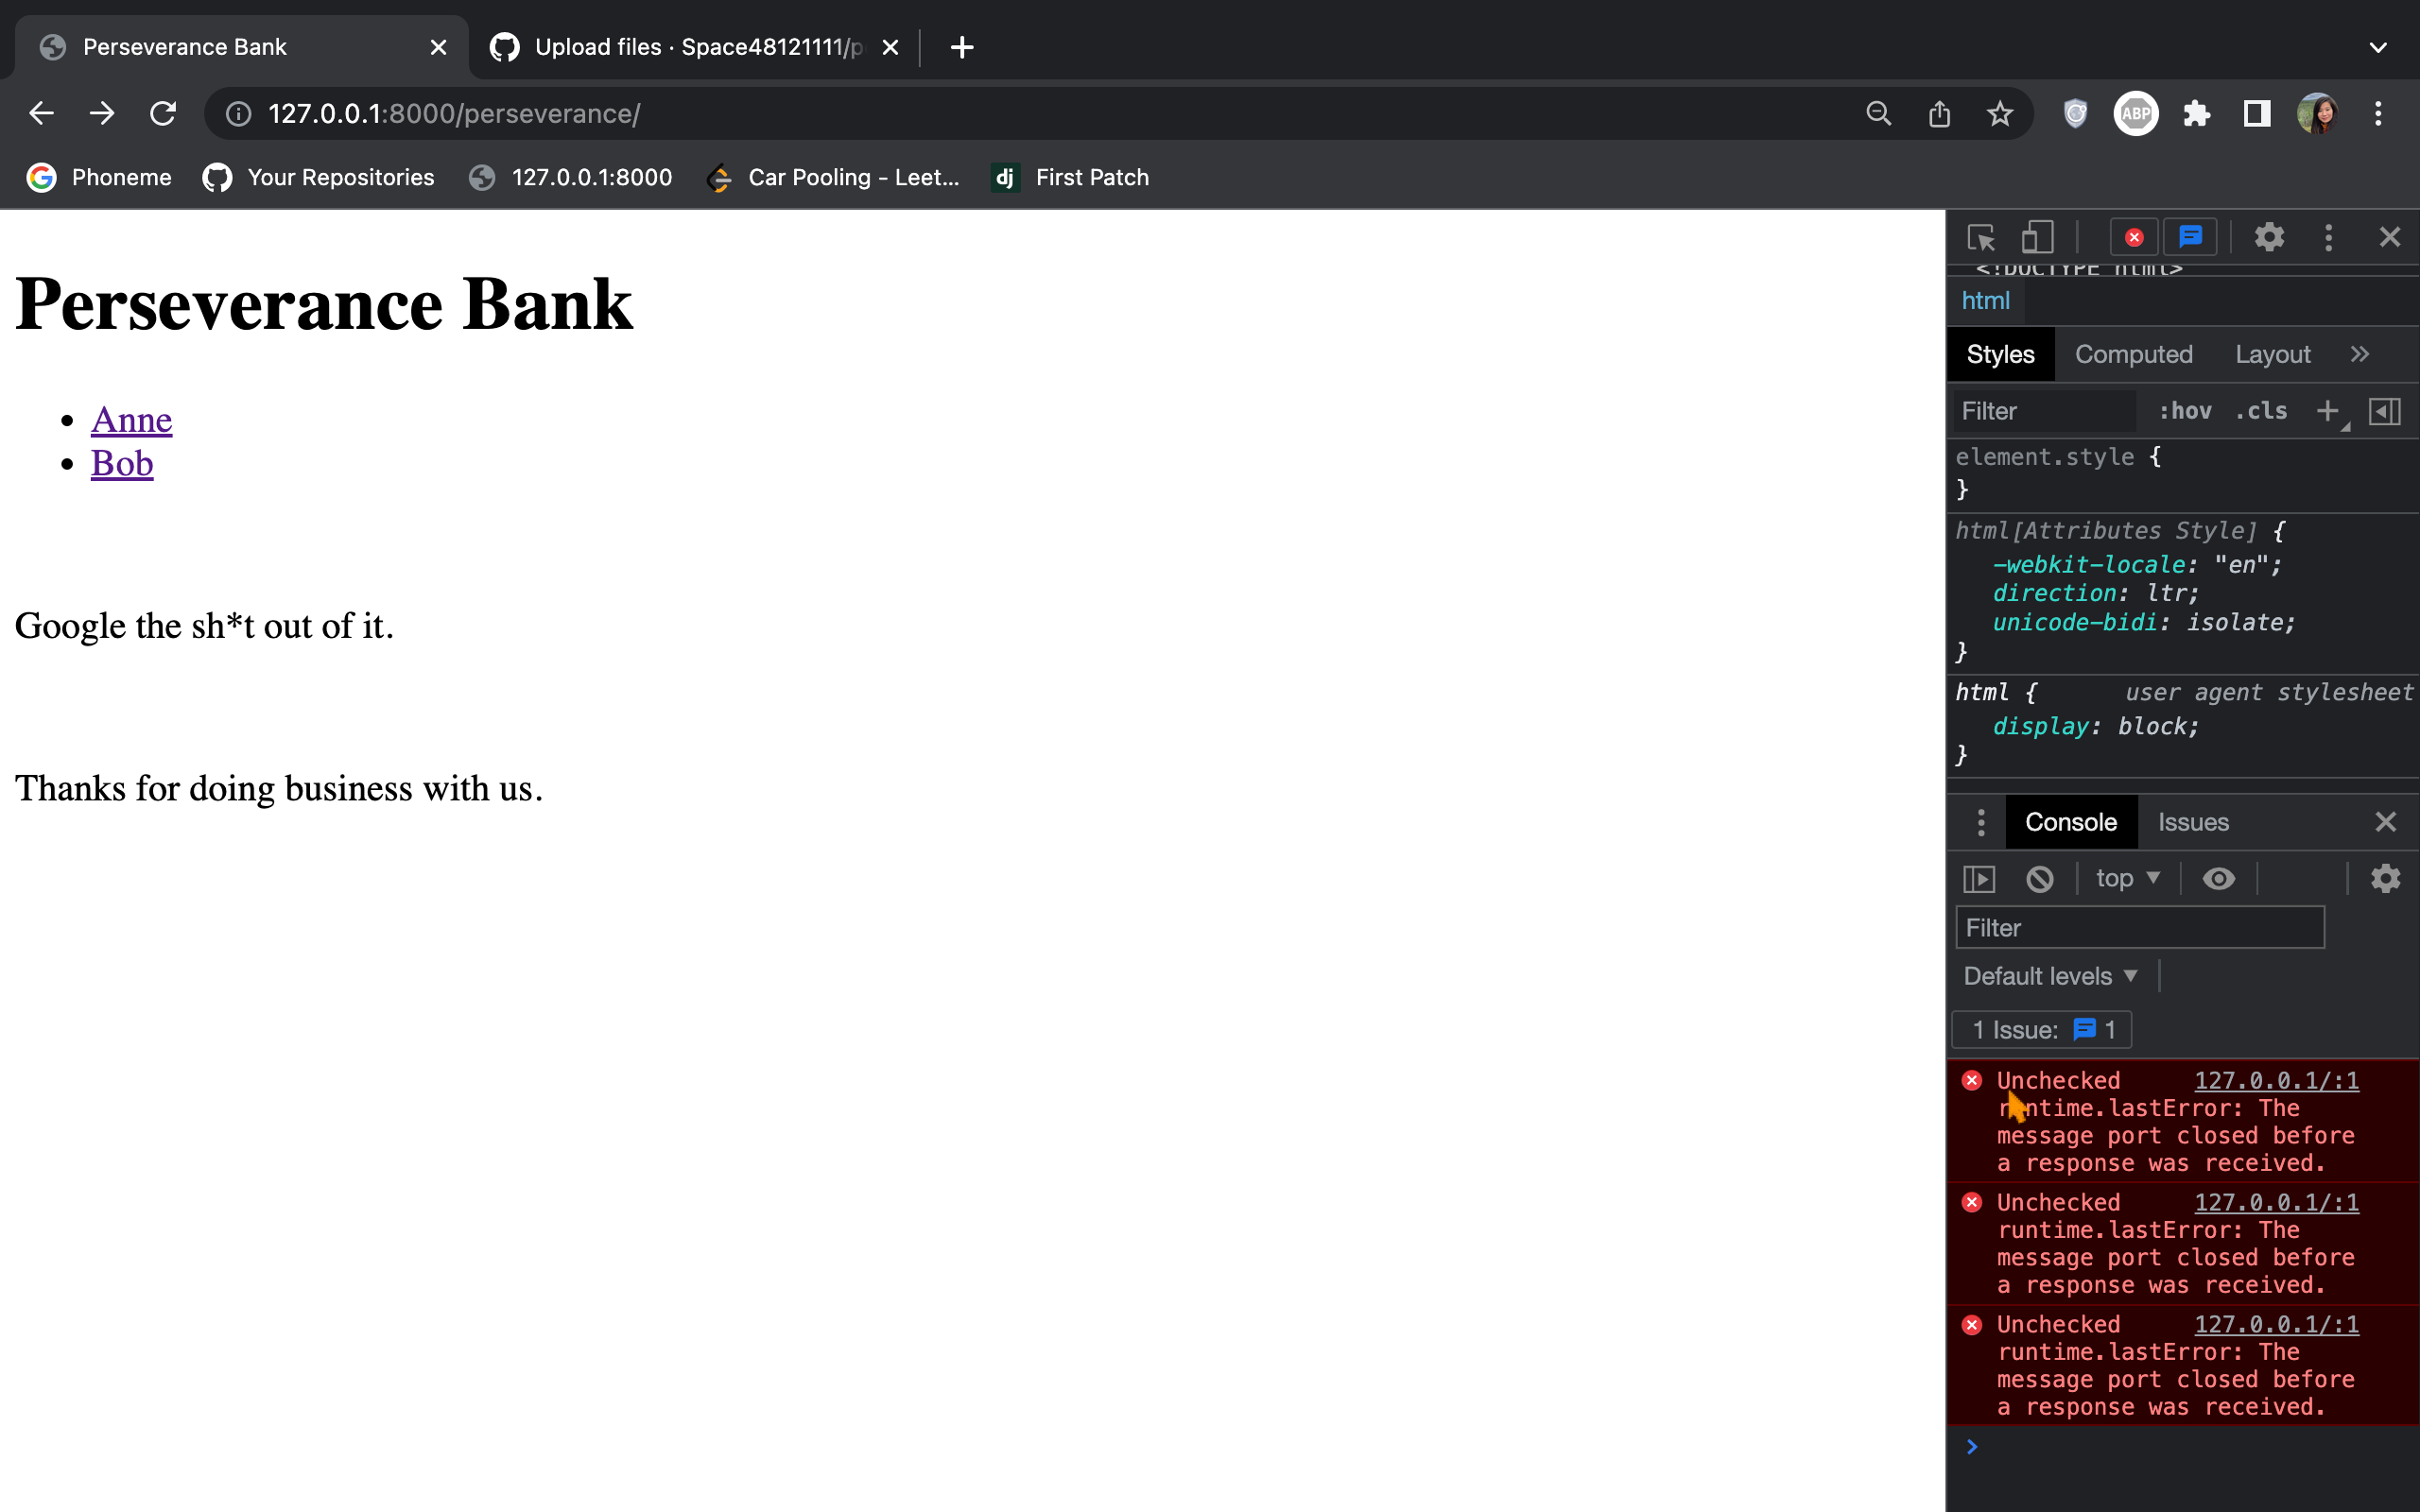 Perseverance Bank
Upload files · Space48121111/p
127.0.0.1:8000/perseverance/
ABP
Phoneme
Your Repositories
127.0.0.1:8000
Car Pooling - Leet...
dj First Patch
Perseverance Bank
• Anne
• Bob
Google the sh*t out of it.
Thanks for doing business with us.
<!DOCTYPE html>
html
Styles Computed Layout »
Filter :hov .cls +
element.style {
}
html[Attributes Style] {
-webkit-locale: "en";
direction: ltr;
unicode-bidi: isolate;
}
html { user agent stylesheet
display: block;
}
Console Issues
top ▼
Filter
Default levels ▼
1 Issue: 1
Unchecked 127.0.0.1/:1
runtime.lastError: The
message port closed before
a response was received.
Unchecked 127.0.0.1/:1
runtime.lastError: The
message port closed before
a response was received.
Unchecked 127.0.0.1/:1
runtime.lastError: The
message port closed before
a response was received.
>